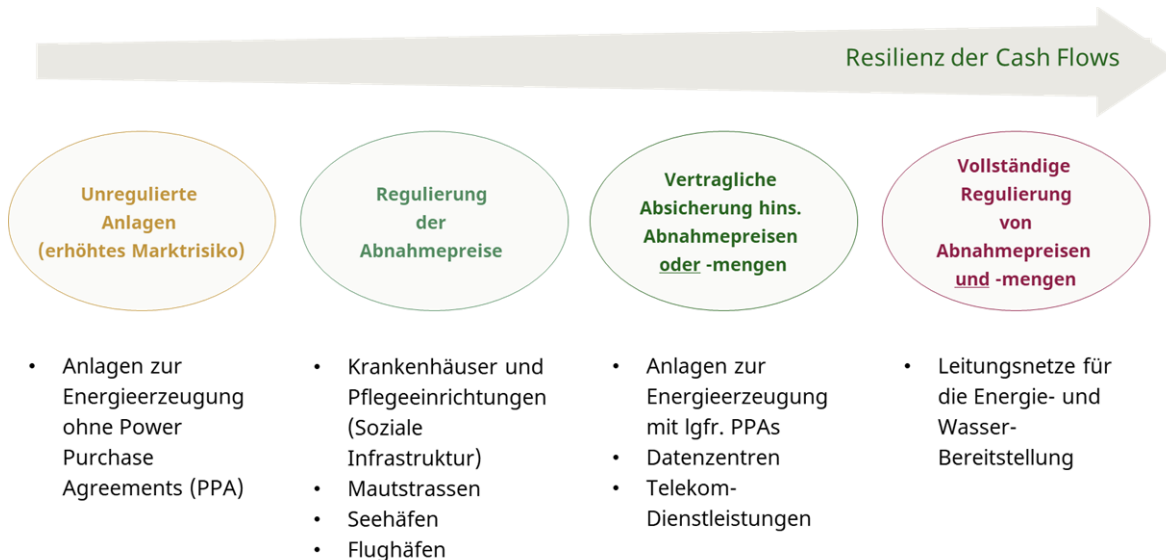 Resilienz der Cash Flows
Unregulierte
Anlagen
(erhöhtes Marktrisiko)
Regulierung
der
Abnahmepreise
Vertragliche
Absicherung hins.
Abnahmepreisen
oder -mengen
Vollständige
Regulierung
von
Abnahmepreisen
und -mengen
• Anlagen zur
Energieerzeugung
ohne Power
Purchase
Agreements (PPA)
• Krankenhäuser und
Pflegeeinrichtungen
(Soziale
Infrastruktur)
• Mautstrassen
• Seehäfen
• Flughäfen
• Anlagen zur
Energieerzeugung
mit lgfr. PPAs
• Datenzentren
• Telekom-
Dienstleistungen
• Leitungsnetze für
die Energie- und
Wasser-
Bereitstellung